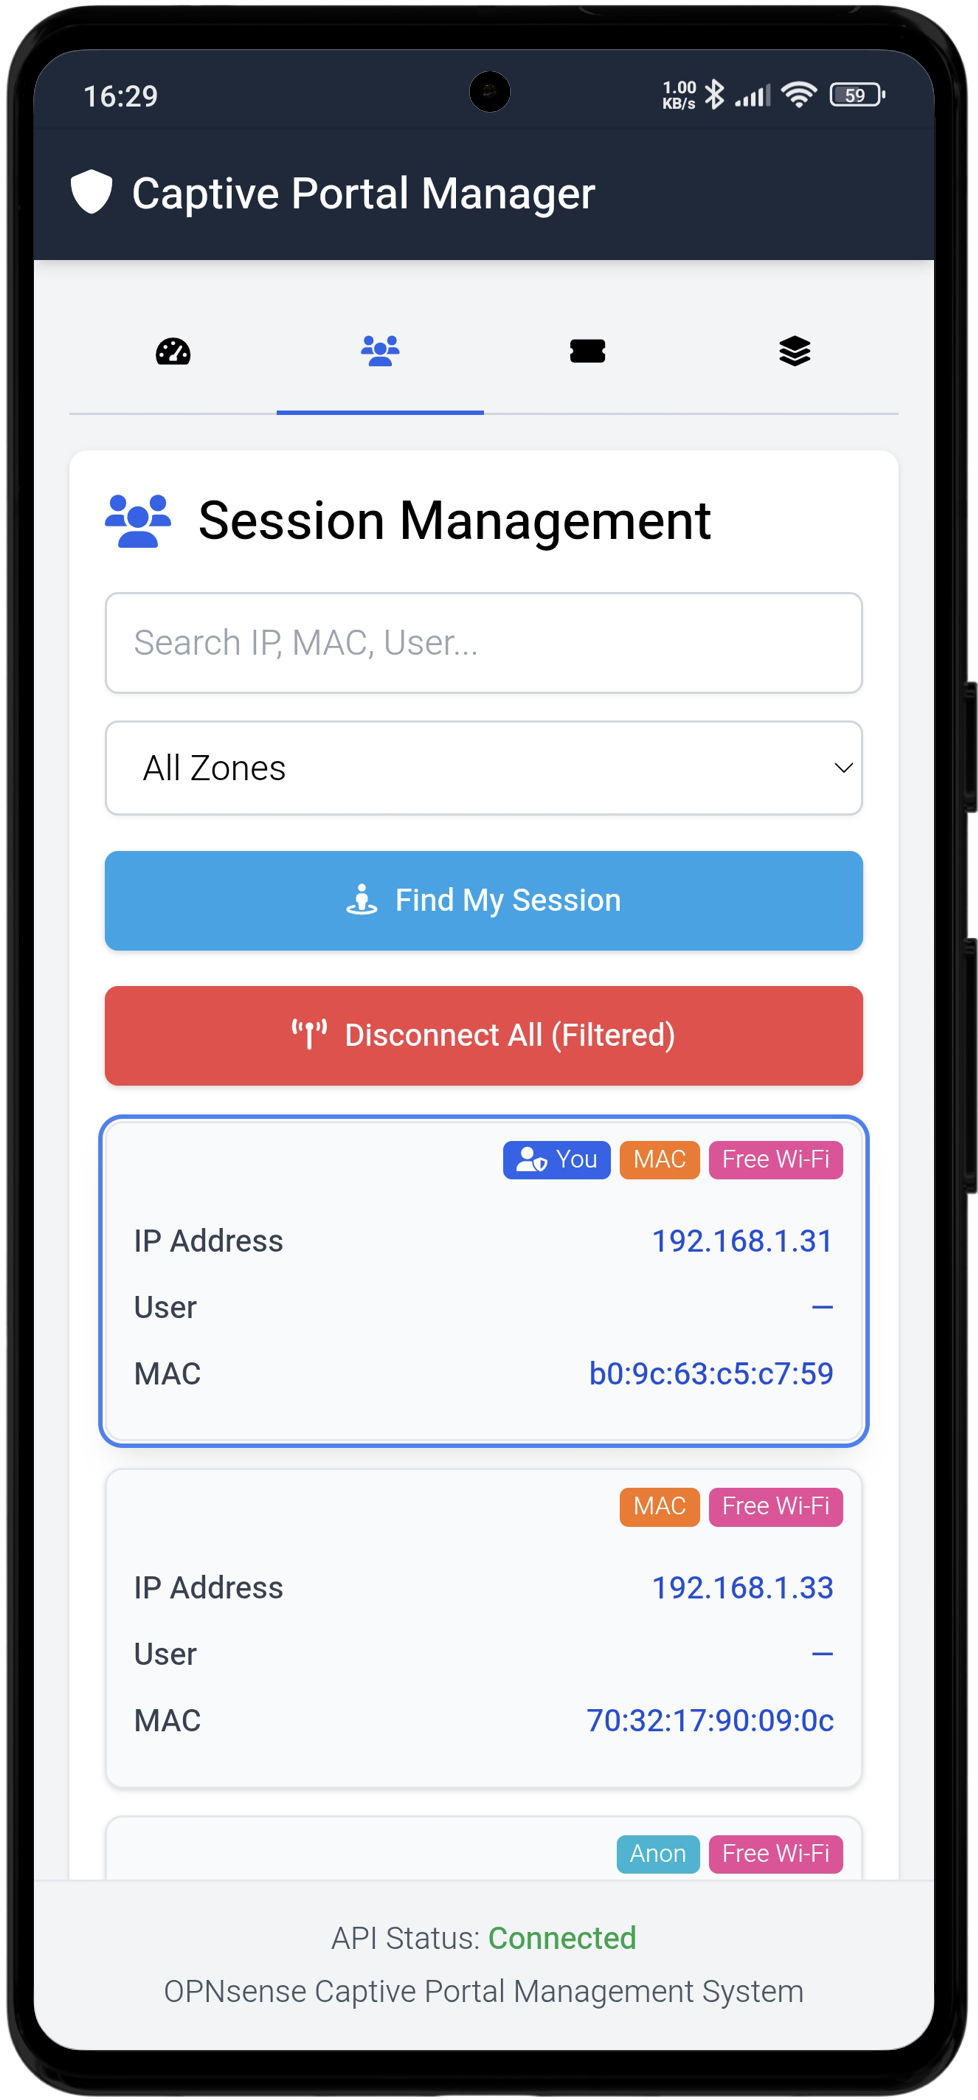 16:29
1.00
KB/s
59
Captive Portal Manager
Session Management
Search IP, MAC, User...
All Zones
Find My Session
Disconnect All (Filtered)
You MAC Free Wi-Fi
IP Address 192.168.1.31
User –
MAC b0:9c:63:c5:c7:59
MAC Free Wi-Fi
IP Address 192.168.1.33
User –
MAC 70:32:17:90:09:0c
Anon Free Wi-Fi
API Status: Connected
OPNsense Captive Portal Management System